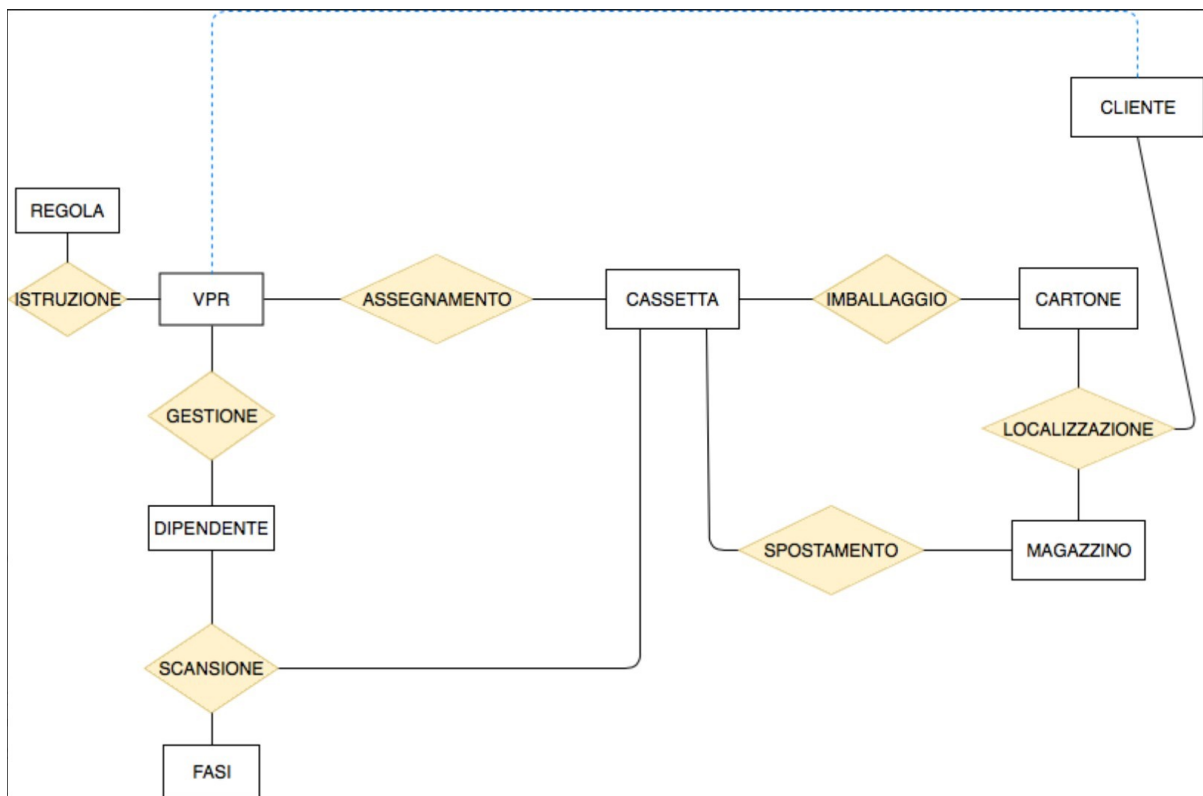 CLIENTE
REGOLA
ISTRUZIONE
VPR
ASSEGNAMENTO
CASSETTA
IMBALLAGGIO
CARTONE
GESTIONE
LOCALIZZAZIONE
DIPENDENTE
SPOSTAMENTO
MAGAZZINO
SCANSIONE
FASI